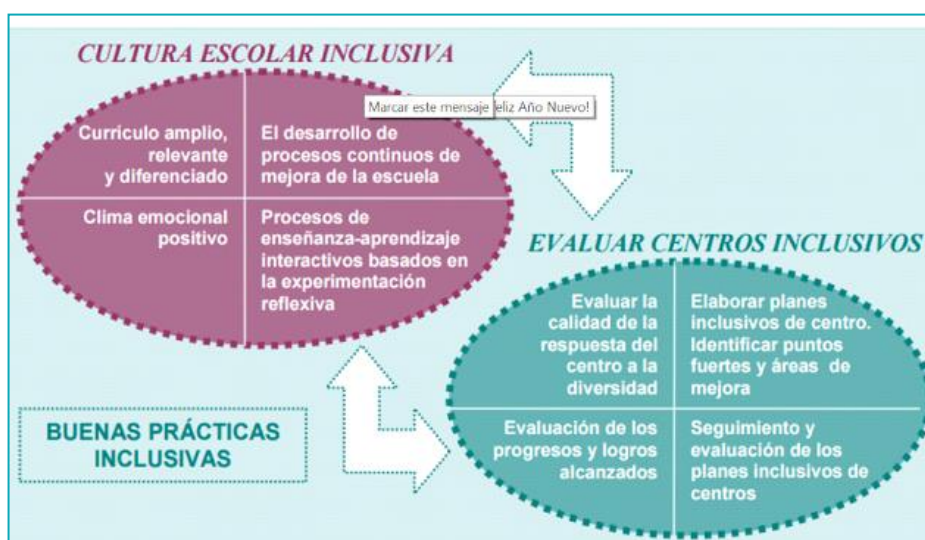 CULTURA ESCOLAR INCLUSIVA
Marcar este mensaje
eliz Año Nuevo!
Curriculo amplio,
relevante
y diferenciado
El desarrollo de
procesos continuos de
mejora de la escuela
Clima emocional
positivo
Procesos de
enseñanza-aprendizaje
interactivos basados en
la experimentación
reflexiva
EVALUAR CENTROS INCLUSIVOS
Evaluar la
calidad de la
respuesta del
centro a la
diversidad
Elaborar planes
inclusivos de centro.
Identificar puntos
fuertes y áreas de
mejora
Evaluación de los
progresos y logros
alcanzados
Seguimiento y
evaluación de los
planes inclusivos de
centros
BUENAS PRÁCTICAS
INCLUSIVAS